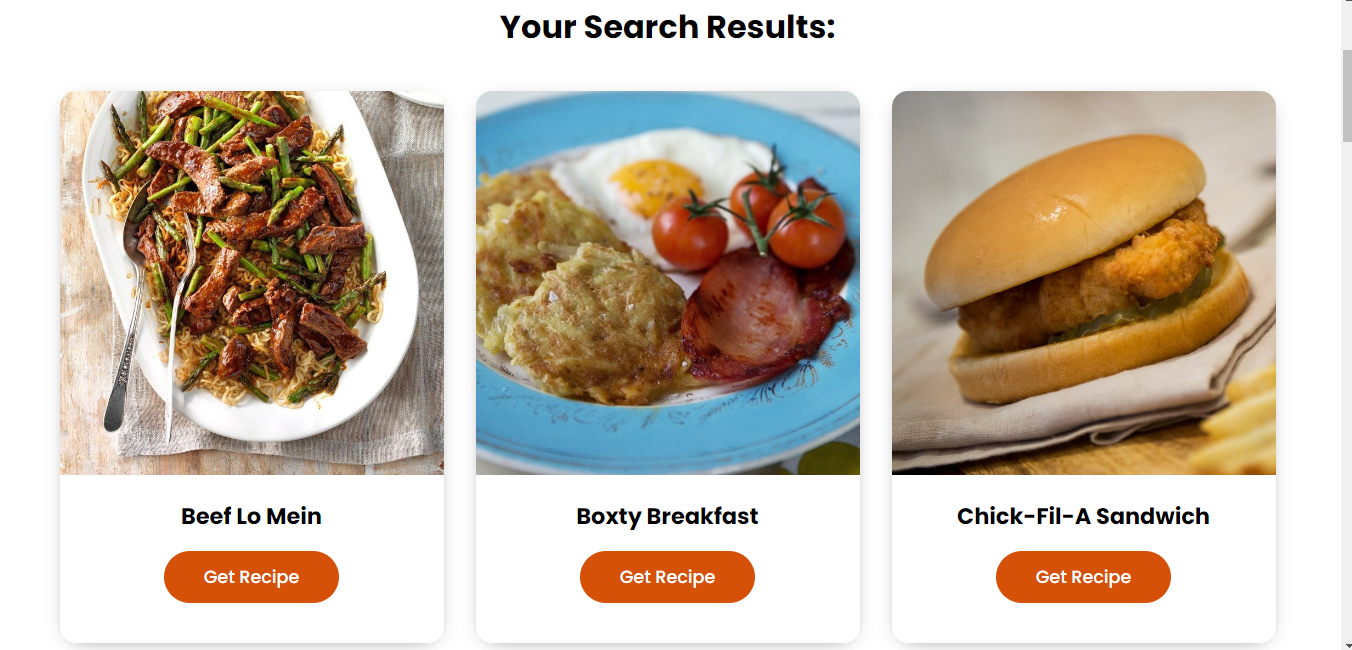 Your Search Results:
Beef Lo Mein
Boxty Breakfast
Chick-Fil-A Sandwich
Get Recipe
Get Recipe
Get Recipe